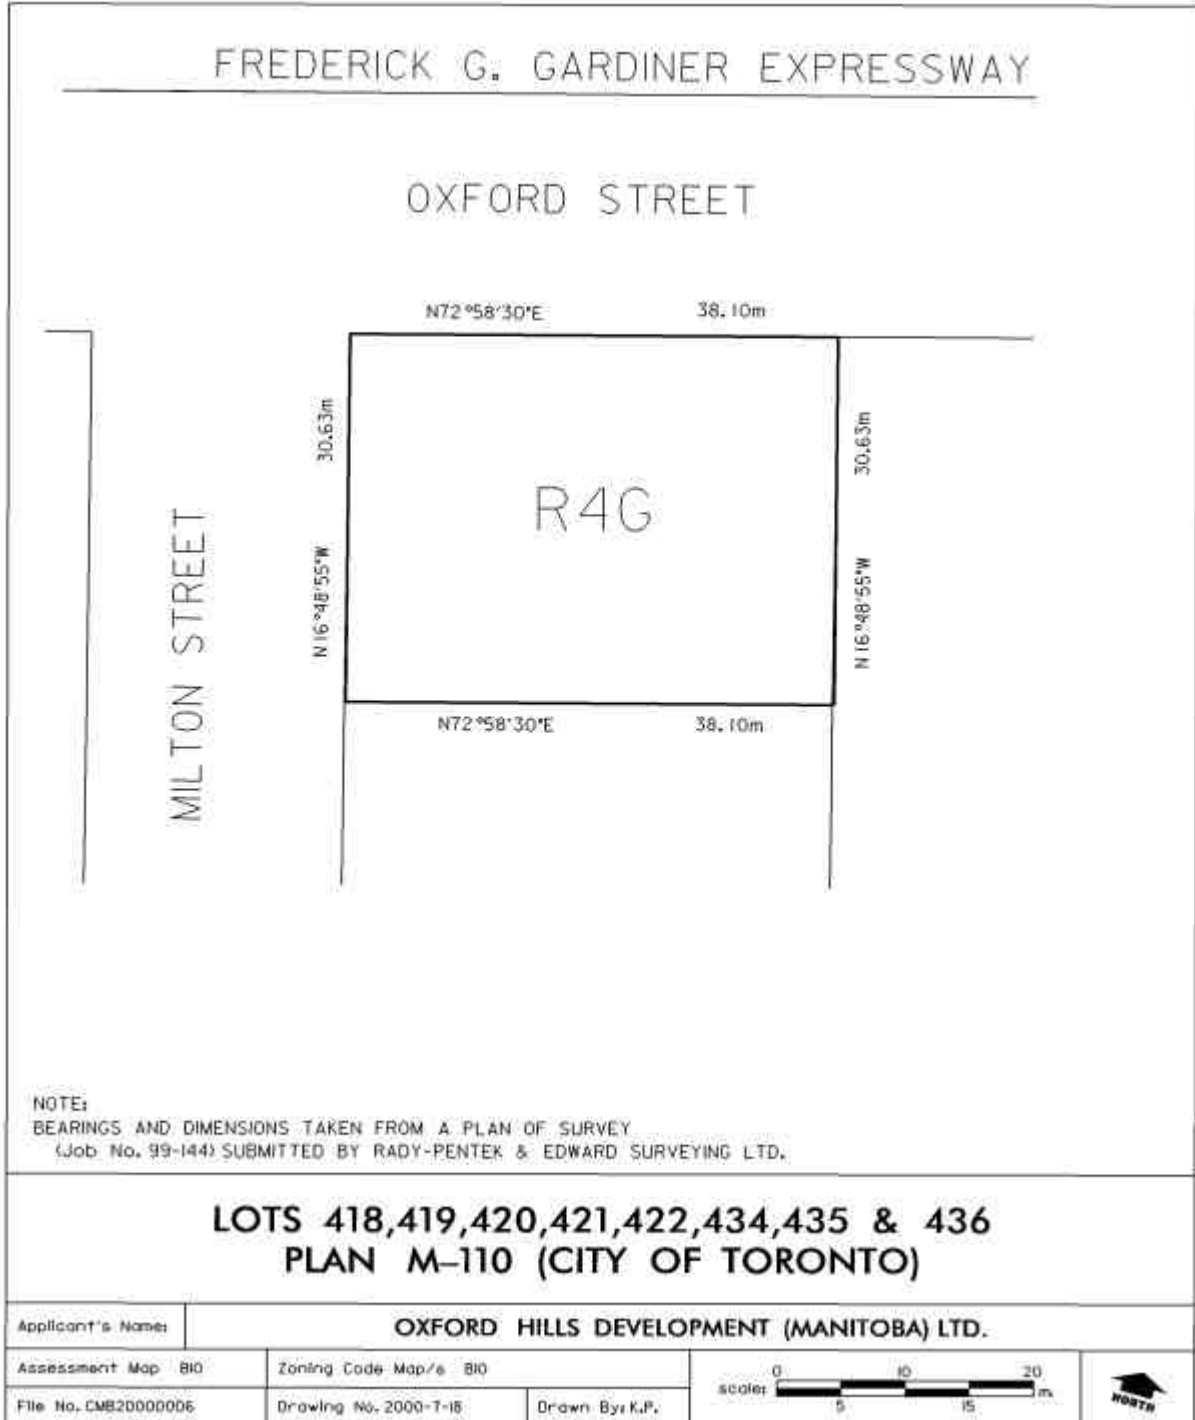 FREDERICK G. GARDINER EXPRESSWAY
OXFORD STREET
N72°58'30"E 38.10m
30.63m
N16°48'55"W
MILTON STREET
R4G
30.63m
N16°48'55"W
N72°58'30"E 38.10m
NOTE:
BEARINGS AND DIMENSIONS TAKEN FROM A PLAN OF SURVEY
(Job No. 99-144) SUBMITTED BY RADY-PENTEK & EDWARD SURVEYING LTD.
LOTS 418,419,420,421,422,434,435 & 436
PLAN M-110 (CITY OF TORONTO)
Applicant's Name: OXFORD HILLS DEVELOPMENT (MANITOBA) LTD.
Assessment Map B10 Zoning Code Map/s B10
File No. CMB20000006 Drawing No. 2000-T-18 Drawn By: K.P.
0 10 20
scale: m.
5 15
NORTH